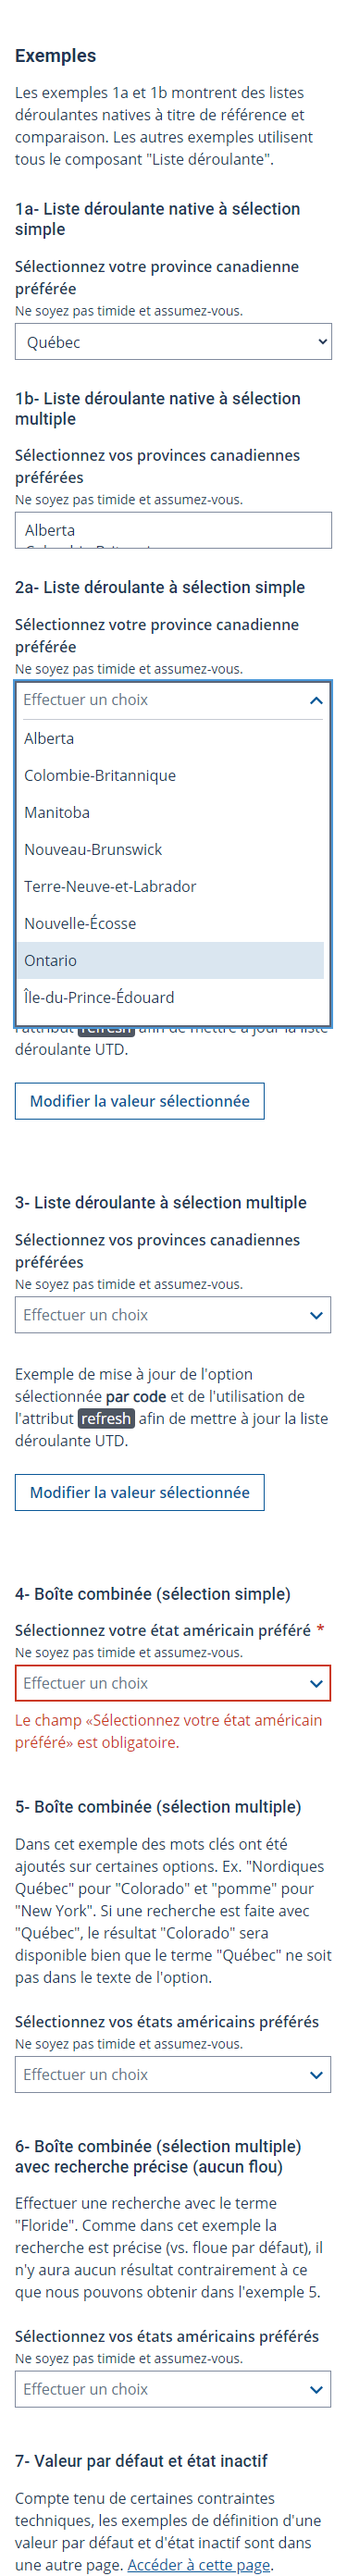 Exemples
Les exemples 1a et 1b montrent des listes
déroulantes natives à titre de référence et
comparaison. Les autres exemples utilisent
tous le composant "Liste déroulante".
1a- Liste déroulante native à sélection
simple
Sélectionnez votre province canadienne
préférée
Ne soyez pas timide et assumez-vous.
Québec
1b- Liste déroulante native à sélection
multiple
Sélectionnez vos provinces canadiennes
préférées
Ne soyez pas timide et assumez-vous.
Alberta
2a- Liste déroulante à sélection simple
Sélectionnez votre province canadienne
préférée
Ne soyez pas timide et assumez-vous.
Effectuer un choix
Alberta
Colombie-Britannique
Manitoba
Nouveau-Brunswick
Terre-Neuve-et-Labrador
Nouvelle-Écosse
Ontario
Île-du-Prince-Édouard
l'attribut refresh afin de mettre à jour la liste
déroulante UTD.
Modifier la valeur sélectionnée
3- Liste déroulante à sélection multiple
Sélectionnez vos provinces canadiennes
préférées
Ne soyez pas timide et assumez-vous.
Effectuer un choix
Exemple de mise à jour de l'option
sélectionnée par code et de l'utilisation de
l'attribut refresh afin de mettre à jour la liste
déroulante UTD.
Modifier la valeur sélectionnée
4- Boîte combinée (sélection simple)
Sélectionnez votre état américain préféré *
Ne soyez pas timide et assumez-vous.
Effectuer un choix
Le champ «Sélectionnez votre état américain
préféré» est obligatoire.
5- Boîte combinée (sélection multiple)
Dans cet exemple des mots clés ont été
ajoutés sur certaines options. Ex. "Nordiques
Québec" pour "Colorado" et "pomme" pour
"New York". Si une recherche est faite avec
"Québec", le résultat "Colorado" sera
disponible bien que le terme "Québec" ne soit
pas dans le texte de l'option.
Sélectionnez vos états américains préférés
Ne soyez pas timide et assumez-vous.
Effectuer un choix
6- Boîte combinée (sélection multiple)
avec recherche précise (aucun flou)
Effectuer une recherche avec le terme
"Floride". Comme dans cet exemple la
recherche est précise (vs. floue par défaut), il
n'y aura aucun résultat contrairement à ce
que nous pouvons obtenir dans l'exemple 5.
Sélectionnez vos états américains préférés
Ne soyez pas timide et assumez-vous.
Effectuer un choix
7- Valeur par défaut et état inactif
Compte tenu de certaines contraintes
techniques, les exemples de définition d'une
valeur par défaut et d'état inactif sont dans
une autre page. Accéder à cette page.